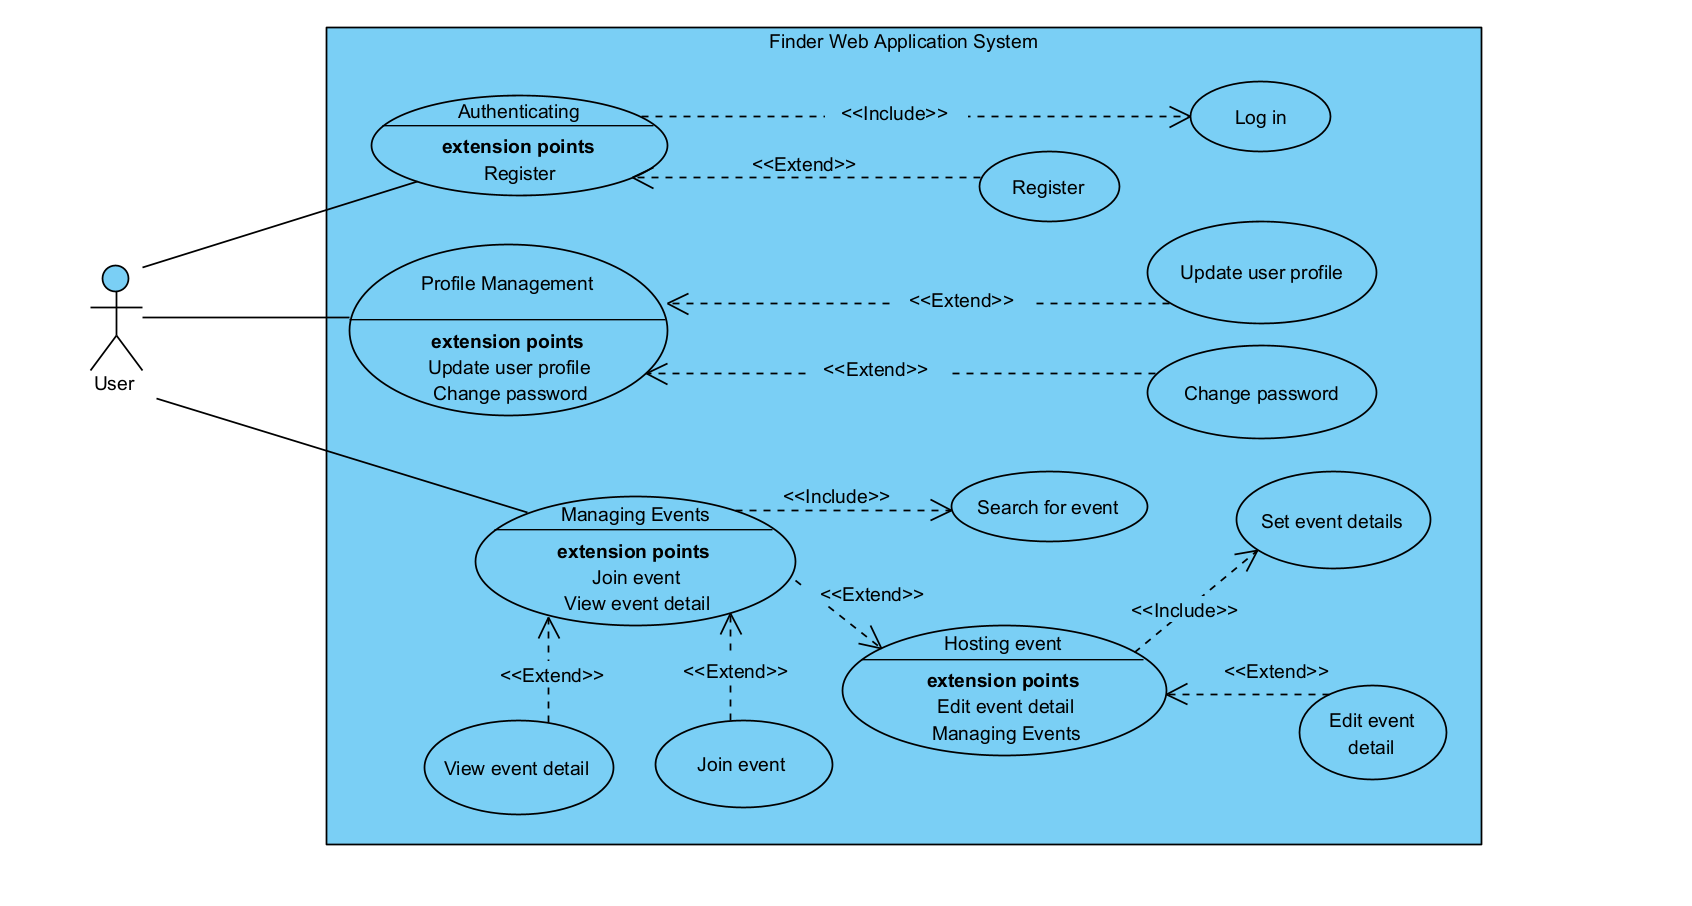 Finder Web Application System
Authenticating
extension points
Register
<<Include>>
Log in
<<Extend>>
Register
User
Profile Management
extension points
Update user profile
Change password
<<Extend>>
Update user profile
<<Extend>>
Change password
Managing Events
extension points
Join event
View event detail
<<Include>>
Search for event
<<Extend>>
Set event details
<<Include>>
Hosting event
extension points
Edit event detail
Managing Events
<<Extend>>
Edit event
detail
<<Extend>>
View event detail
<<Extend>>
Join event